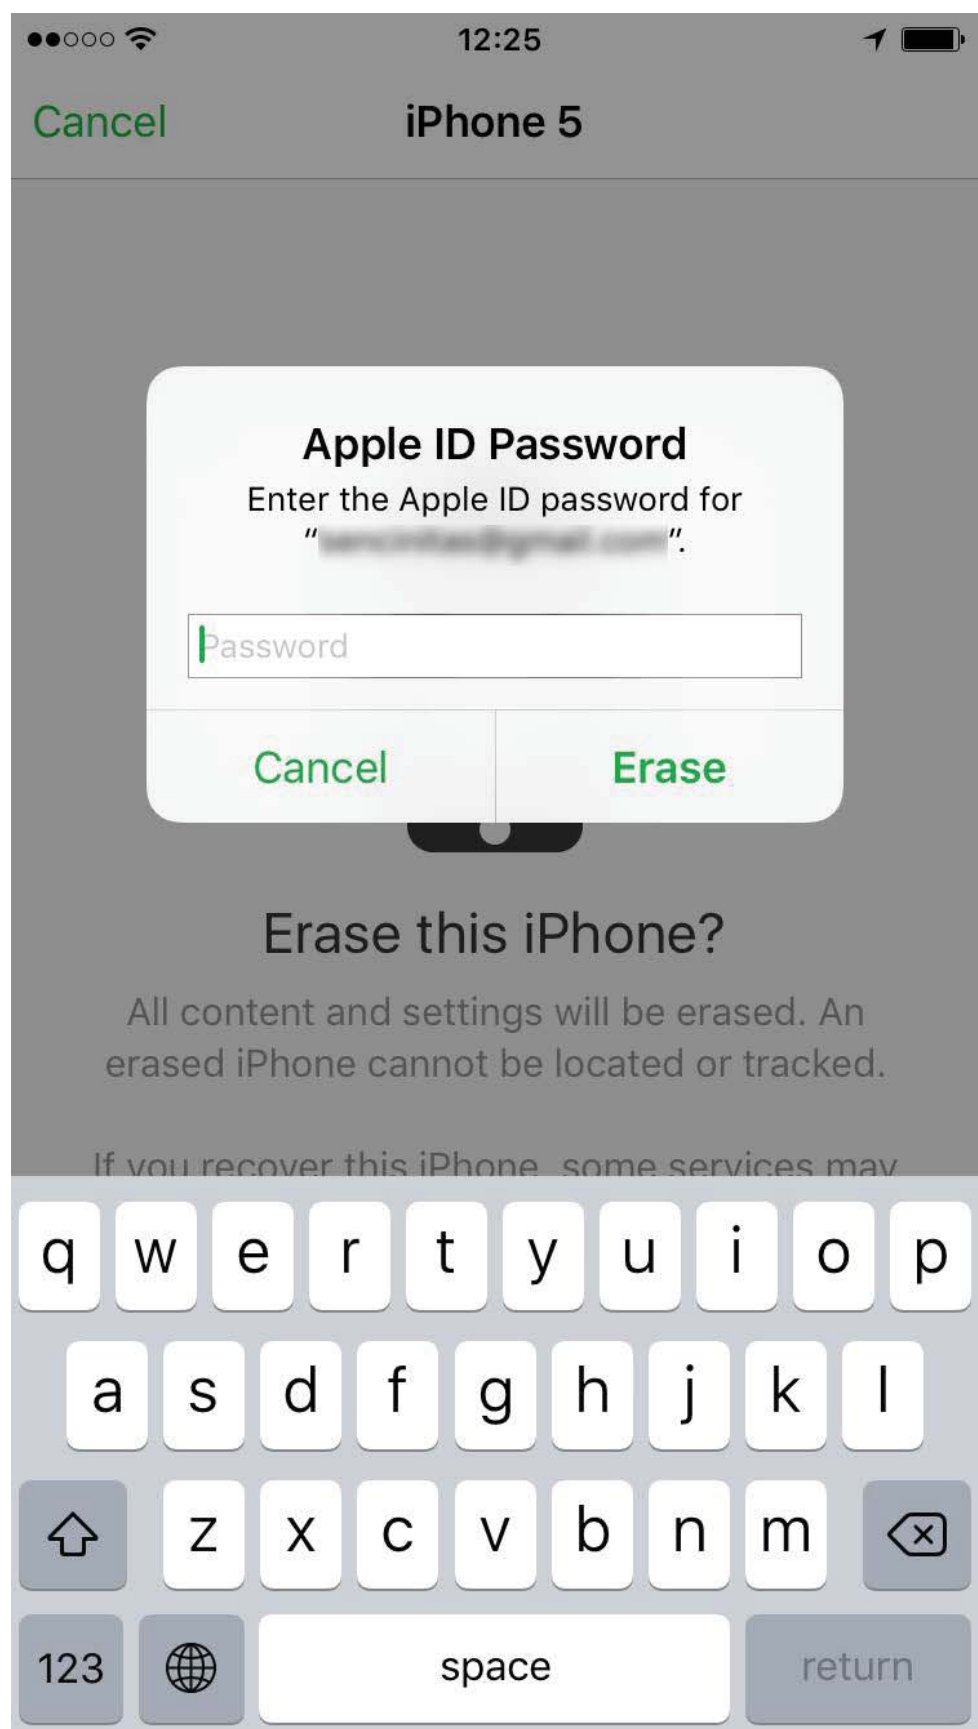 12:25
Cancel iPhone 5
Apple ID Password
Enter the Apple ID password for
“ ”.
Password
Cancel Erase
Erase this iPhone?
All content and settings will be erased. An
erased iPhone cannot be located or tracked.
If you recover this iPhone, some services may
q w e r t y u i o p
a s d f g h j k l
z x c v b n m
123 space return